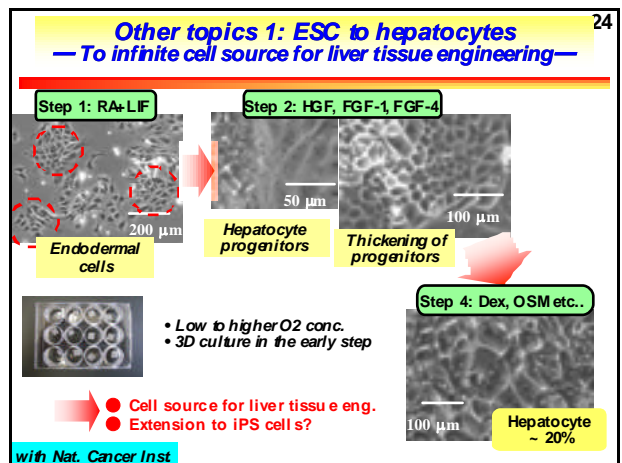 24
Other topics 1: ESC to hepatocytes
— To infinite cell source for liver tissue engineering—
Step 1: RA+LIF
Step 2: HGF, FGF-1, FGF-4
200 μm
50 μm
100 μm
Endodermal
cells
Hepatocyte
progenitors
Thickening of
progenitors
Step 4: Dex, OSM etc..
• Low to higher O2 conc.
• 3D culture in the early step
100 μm
● Cell source for liver tissue eng.
● Extension to iPS cells?
Hepatocyte
~ 20%
with Nat. Cancer Inst